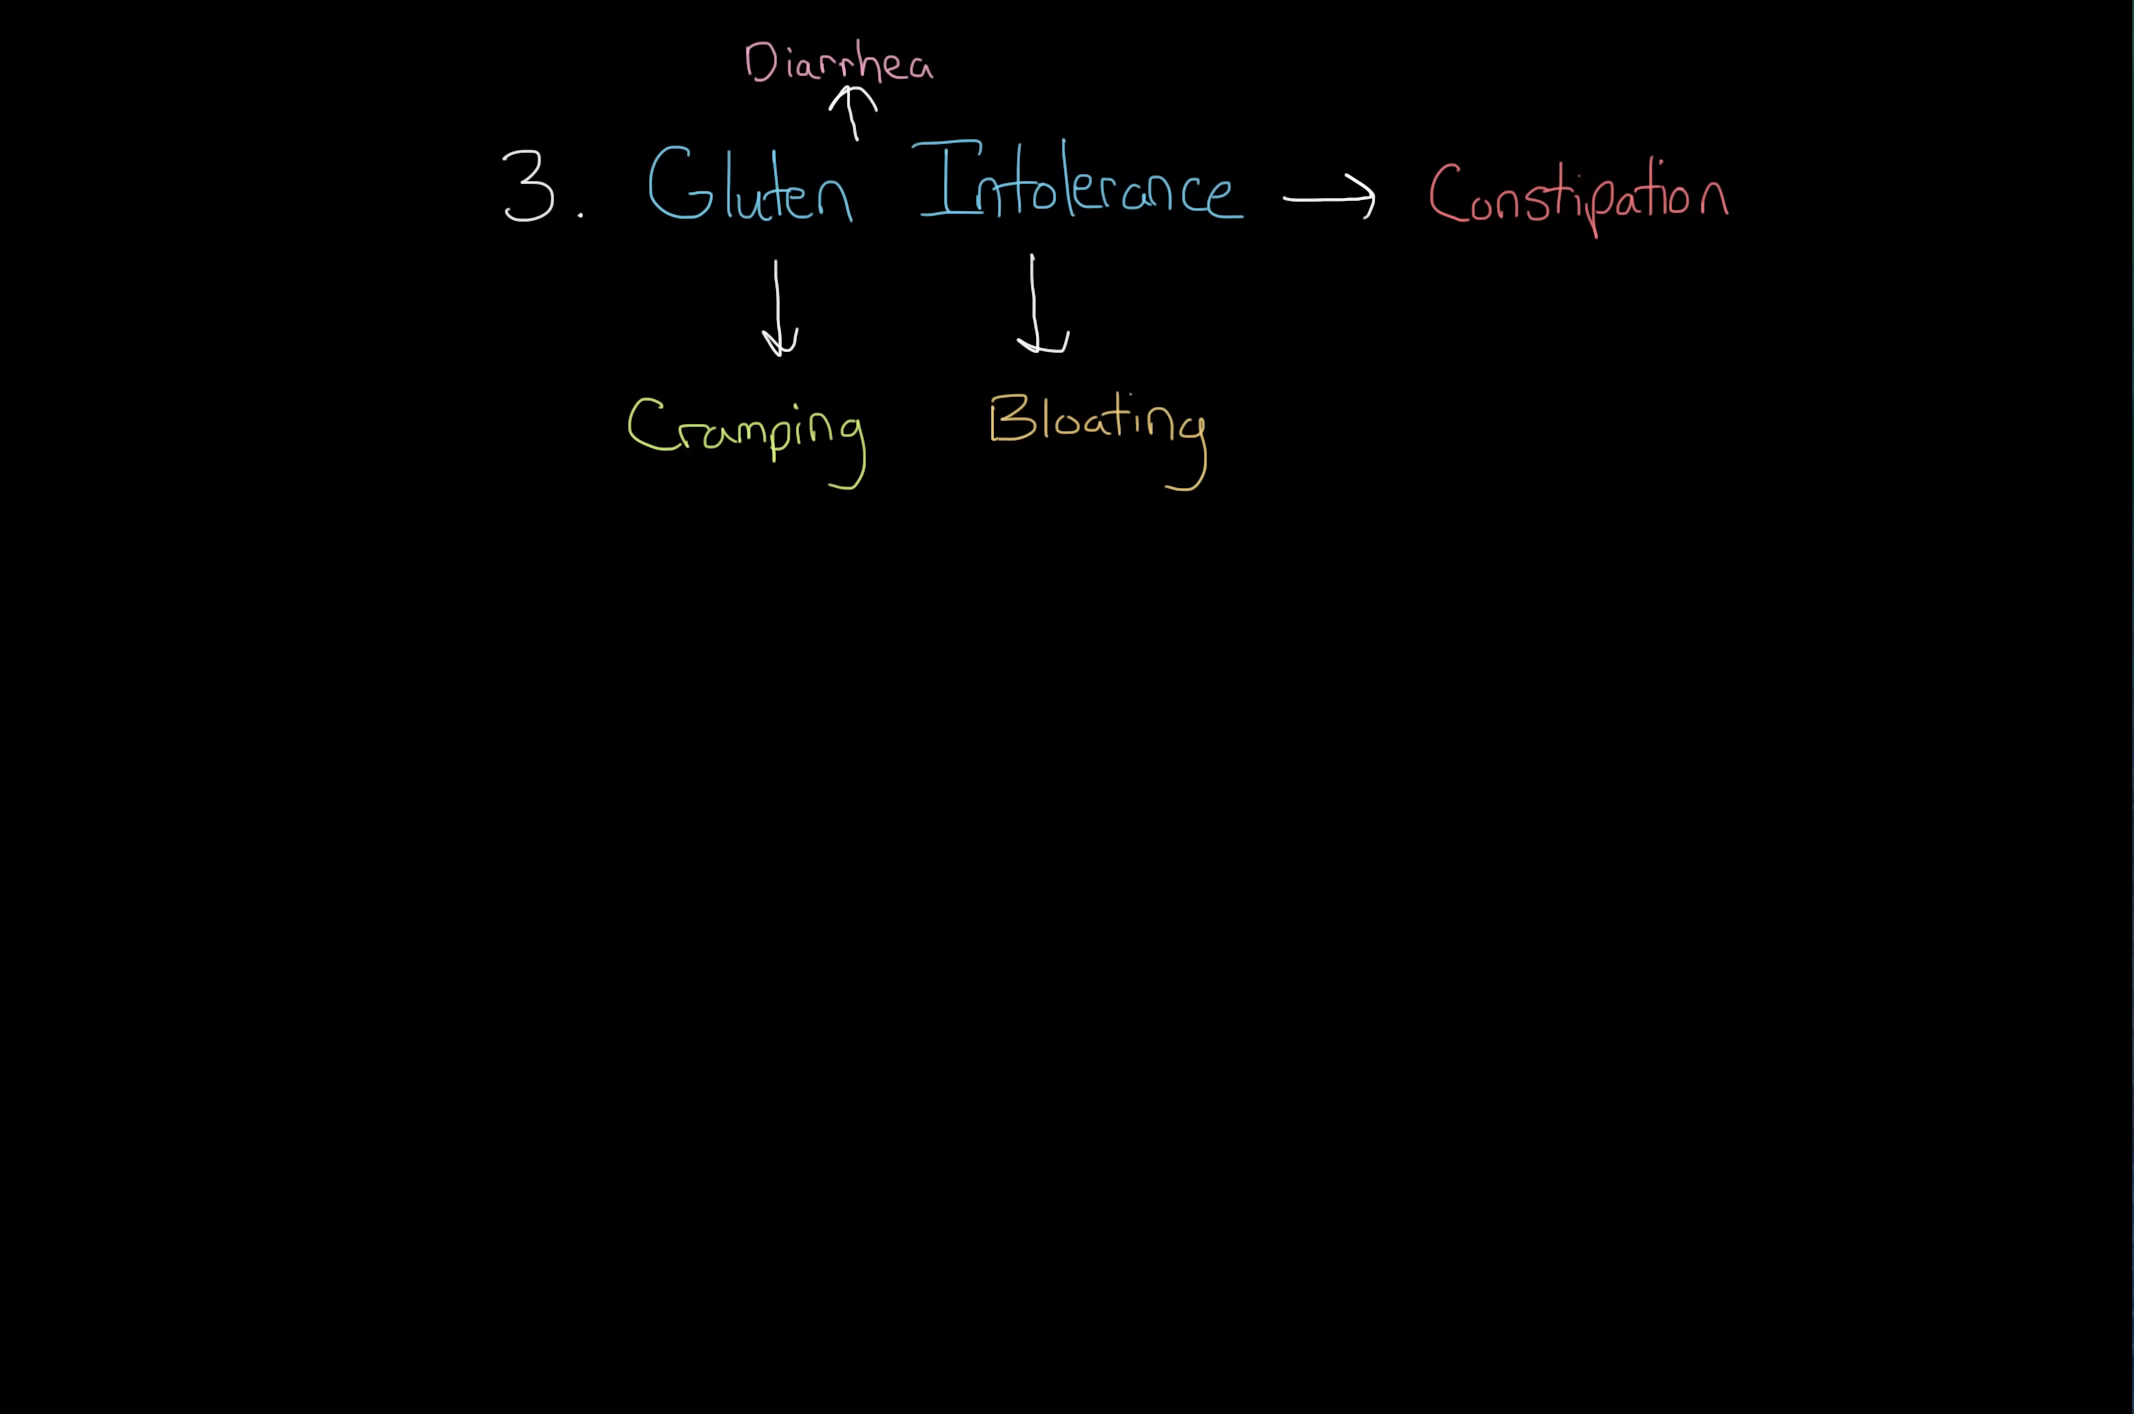 Diarrhea
3. Gluten Intolerance → Constipation
Cramping Bloating